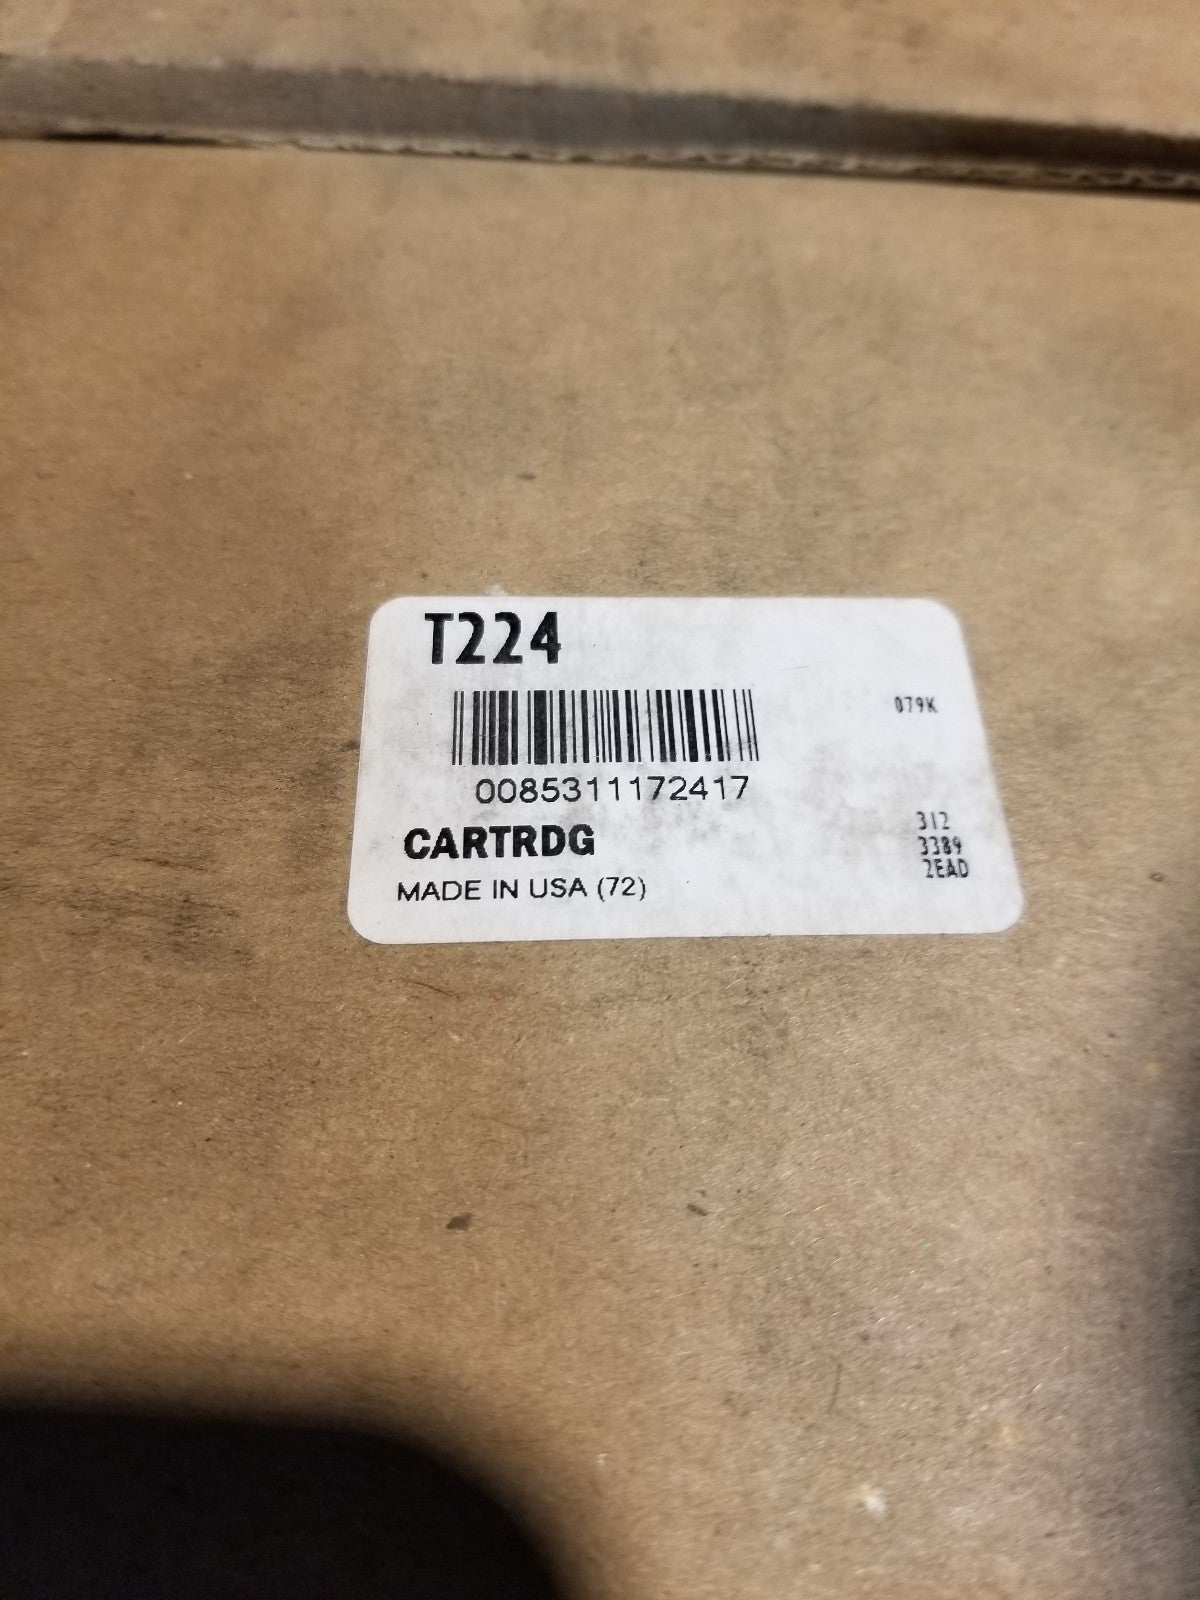 T224
079K
0085311172417
312
CARTRDG
3389
2EAD
MADE IN USA (72)